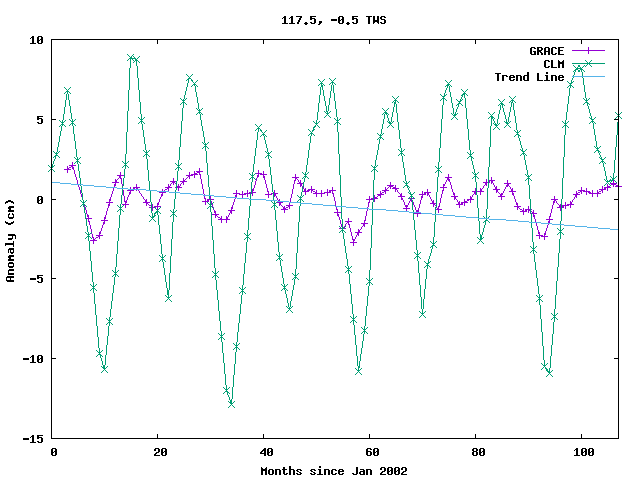 117.5, -0.5 TWS
GRACE
CLM
Trend Line
10
5
0
-5
-10
-15
Anomaly (cm)
0 20 40 60 80 100
Months since Jan 2002